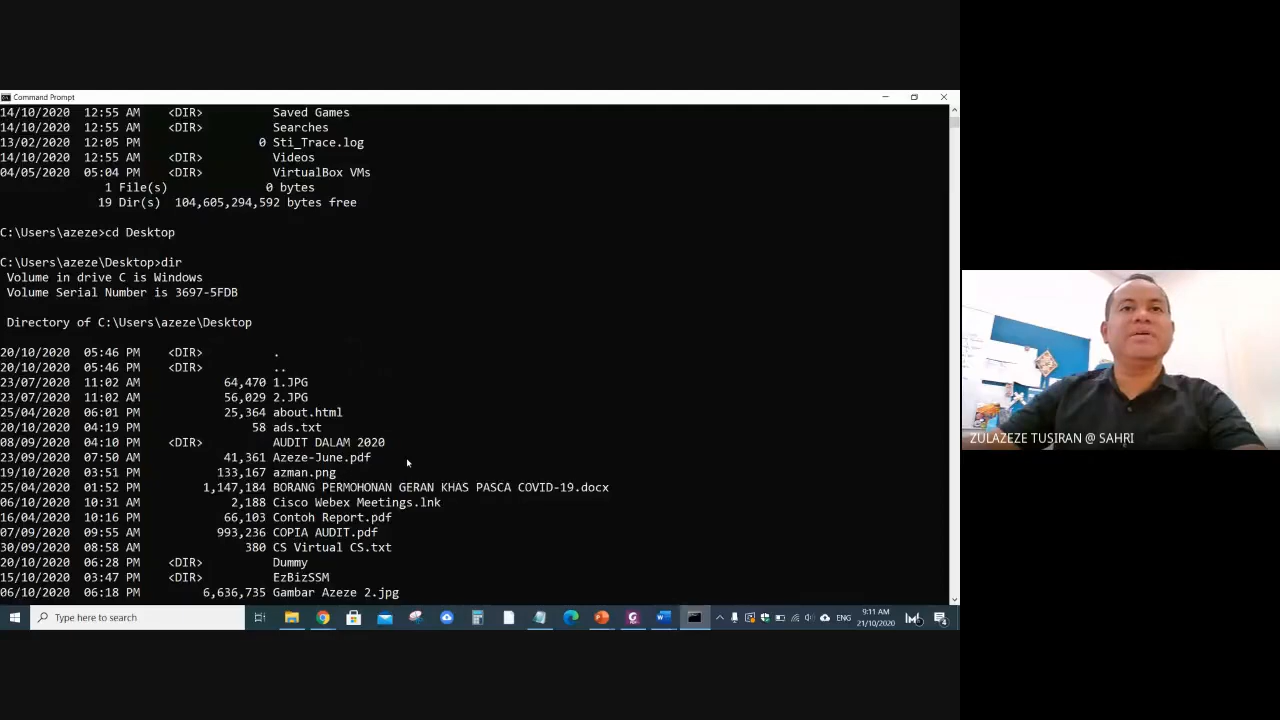 Command Prompt
14/10/2020  12:55 AM    <DIR>          Saved Games
14/10/2020  12:55 AM    <DIR>          Searches
13/02/2020  12:05 PM                 0 Sti_Trace.log
14/10/2020  12:55 AM    <DIR>          Videos
04/05/2020  05:04 PM    <DIR>          VirtualBox VMs
               1 File(s)              0 bytes
              19 Dir(s)  104,605,294,592 bytes free
C:\Users\azeze>cd Desktop
C:\Users\azeze\Desktop>dir
 Volume in drive C is Windows
 Volume Serial Number is 3697-5FDB
 Directory of C:\Users\azeze\Desktop
20/10/2020  05:46 PM    <DIR>          .
20/10/2020  05:46 PM    <DIR>          ..
23/07/2020  11:02 AM            64,470 1.JPG
23/07/2020  11:02 AM            56,029 2.JPG
25/04/2020  06:01 PM            25,364 about.html
20/10/2020  04:19 PM                58 ads.txt
08/09/2020  04:10 PM    <DIR>          AUDIT DALAM 2020
23/09/2020  07:50 AM            41,361 Azeze-June.pdf
19/10/2020  03:51 PM           133,167 azman.png
25/04/2020  01:52 PM         1,147,184 BORANG PERMOHONAN GERAN KHAS PASCA COVID-19.docx
06/10/2020  10:31 AM             2,188 Cisco Webex Meetings.lnk
16/04/2020  10:16 PM            66,103 Contoh Report.pdf
07/09/2020  09:55 AM           993,236 COPIA AUDIT.pdf
30/09/2020  08:58 AM               380 CS Virtual CS.txt
20/10/2020  06:28 PM    <DIR>          Dummy
15/10/2020  03:47 PM    <DIR>          EzBizSSM
06/10/2020  06:18 PM         6,636,735 Gambar Azeze 2.jpg
Type here to search
ENG
9:11 AM
21/10/2020
4
ZULAZEZE TUSIRAN @ SAHRI